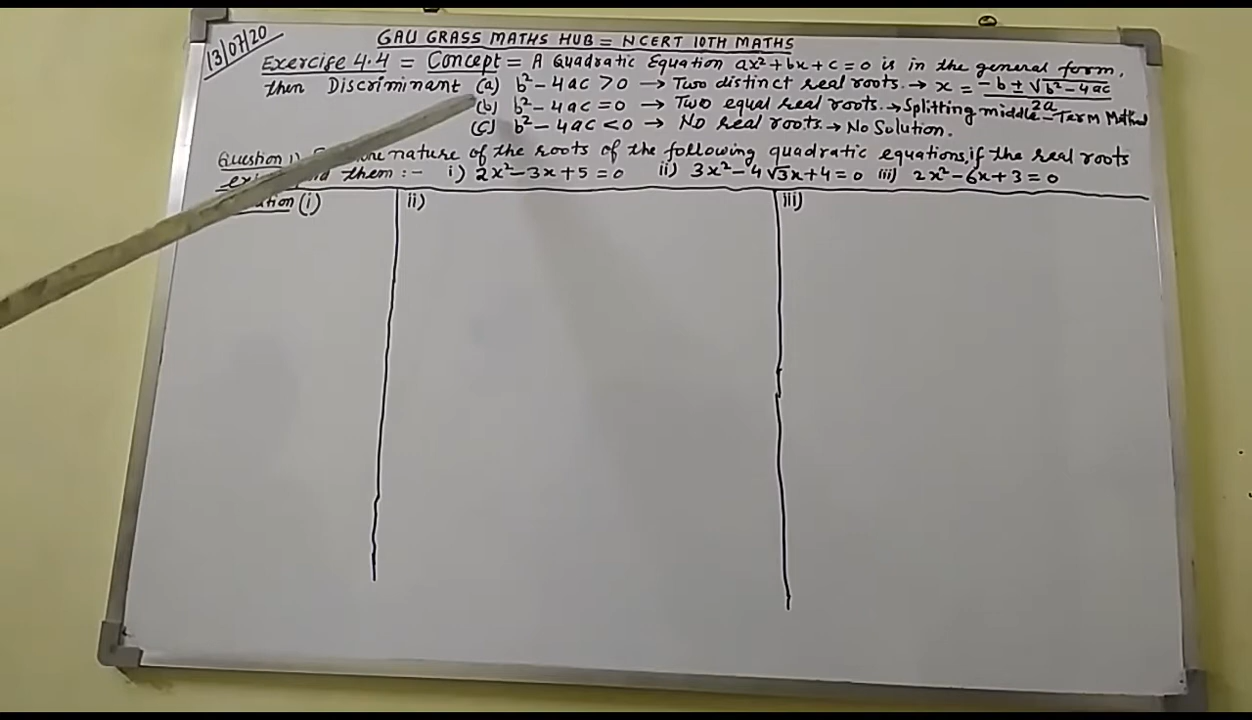 13/07/20
GAU GRASS MATHS HUB = NCERT 10TH MATHS
Exercise 4.4 = Concept = A Quadratic Equation ax²+bx+c=0 is in the general form,
then Discriminant (a) b²-4ac>0 → Two distinct real roots → x = -b ± √b²-4ac / 2a
(b) b²-4ac=0 → Two equal real roots → Splitting middle-Term Method
(c) b²-4ac<0 → No real roots → No Solution.
Question 1) nature of the roots of the following quadratic equations, if the real roots
them :- i) 2x²-3x+5=0 ii) 3x²-4√3x+4=0 iii) 2x²-6x+3=0
(i) ii) iii)